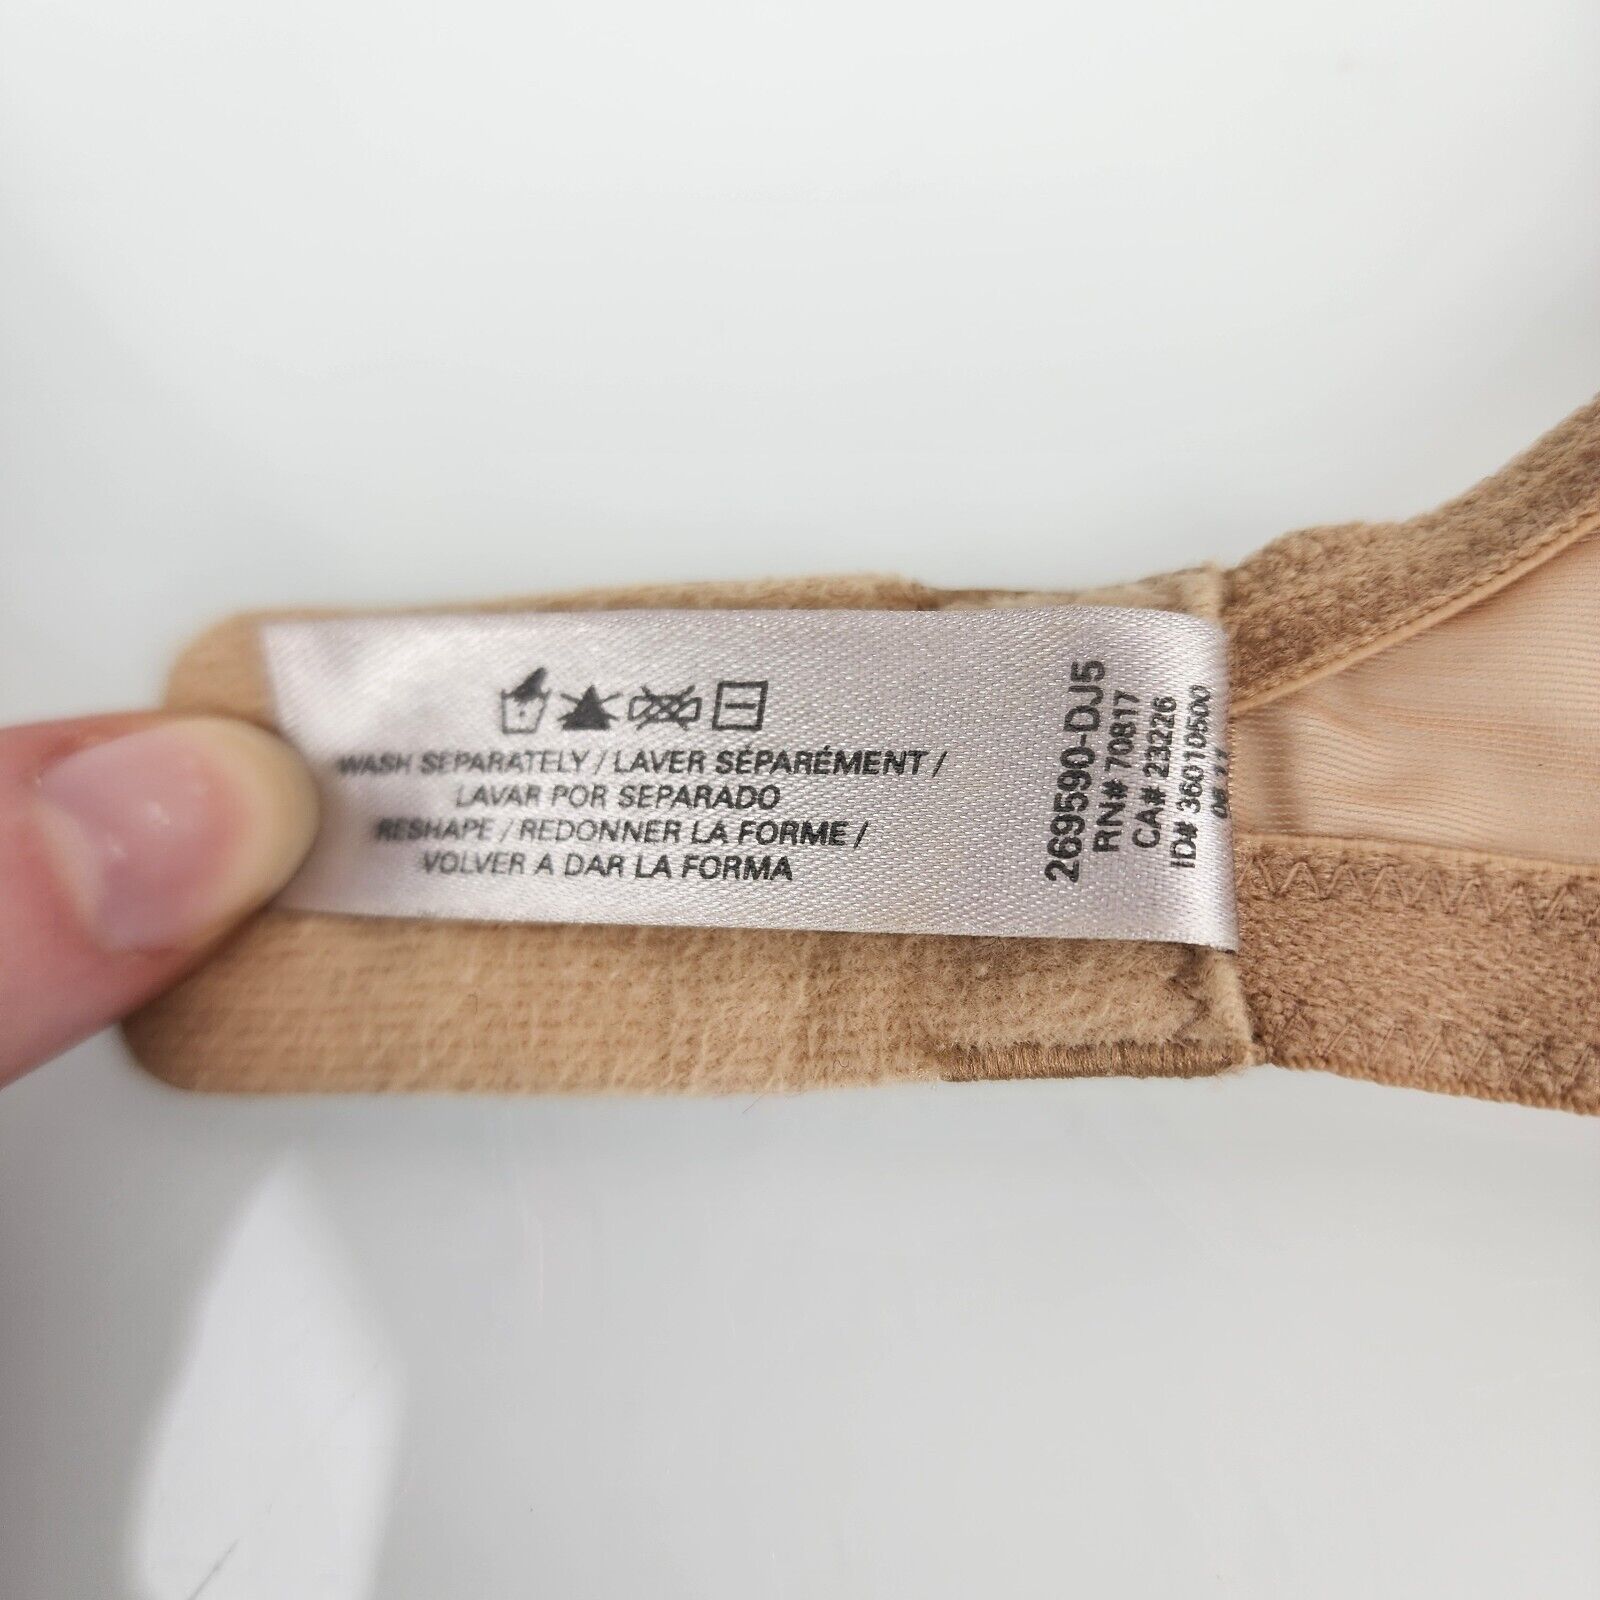 WASH SEPARATELY / LAVER SÉPARÉMENT /
LAVAR POR SEPARADO
RESHAPE / REDONNER LA FORME /
VOLVER A DAR LA FORMA
269590-DJ5
RN# 70817
CA# 23226
ID# 36010500